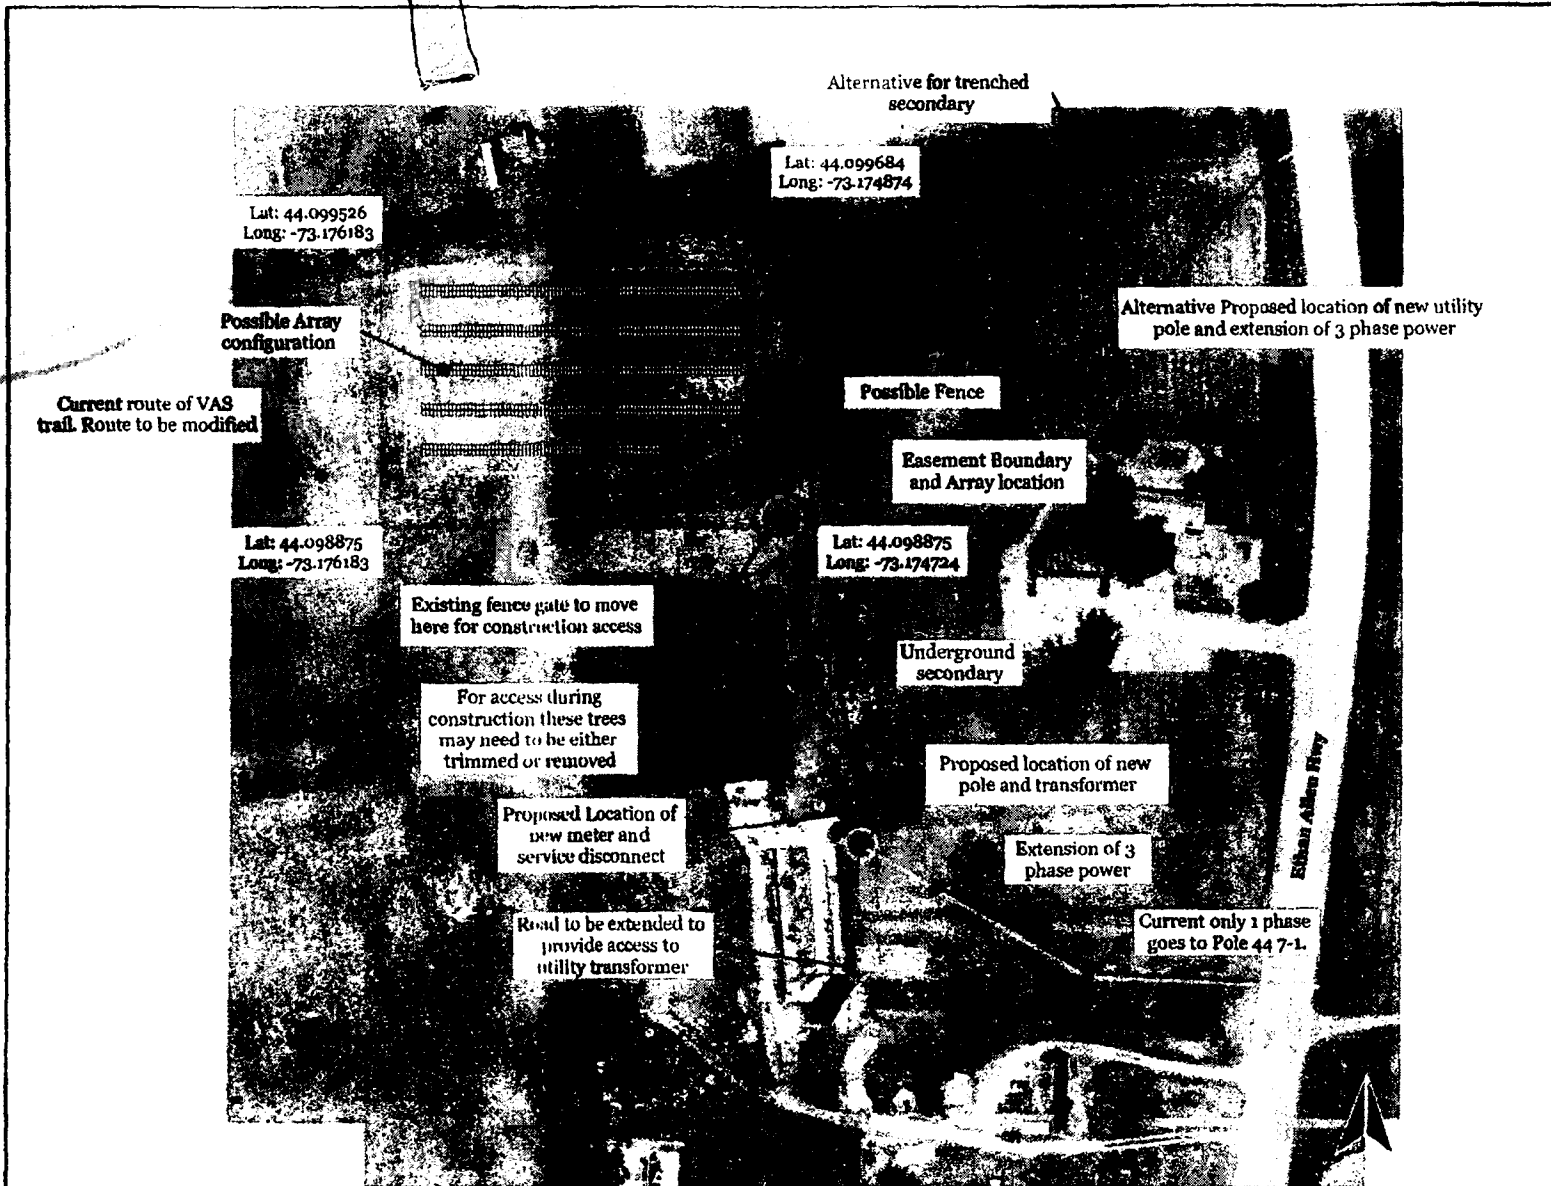 Alternative for trenched
secondary
Lat: 44.099684
Long: -73.174874
Lat: 44.099526
Long: -73.176183
Possible Array
configuration
Alternative Proposed location of new utility
pole and extension of 3 phase power
Current route of VAS
trail. Route to be modified
Possible Fence
Easement Boundary
and Array location
Lat: 44.098875
Long: -73.176183
Lat: 44.098875
Long: -73.174724
Existing fence gate to move
here for construction access
Underground
secondary
For access during
construction these trees
may need to be either
trimmed or removed
Proposed location of new
pole and transformer
Proposed Location of
new meter and
service disconnect
Extension of 3
phase power
Ethan Allen Hwy
Road to be extended to
provide access to
utility transformer
Current only 1 phase
goes to Pole 44 7-1.